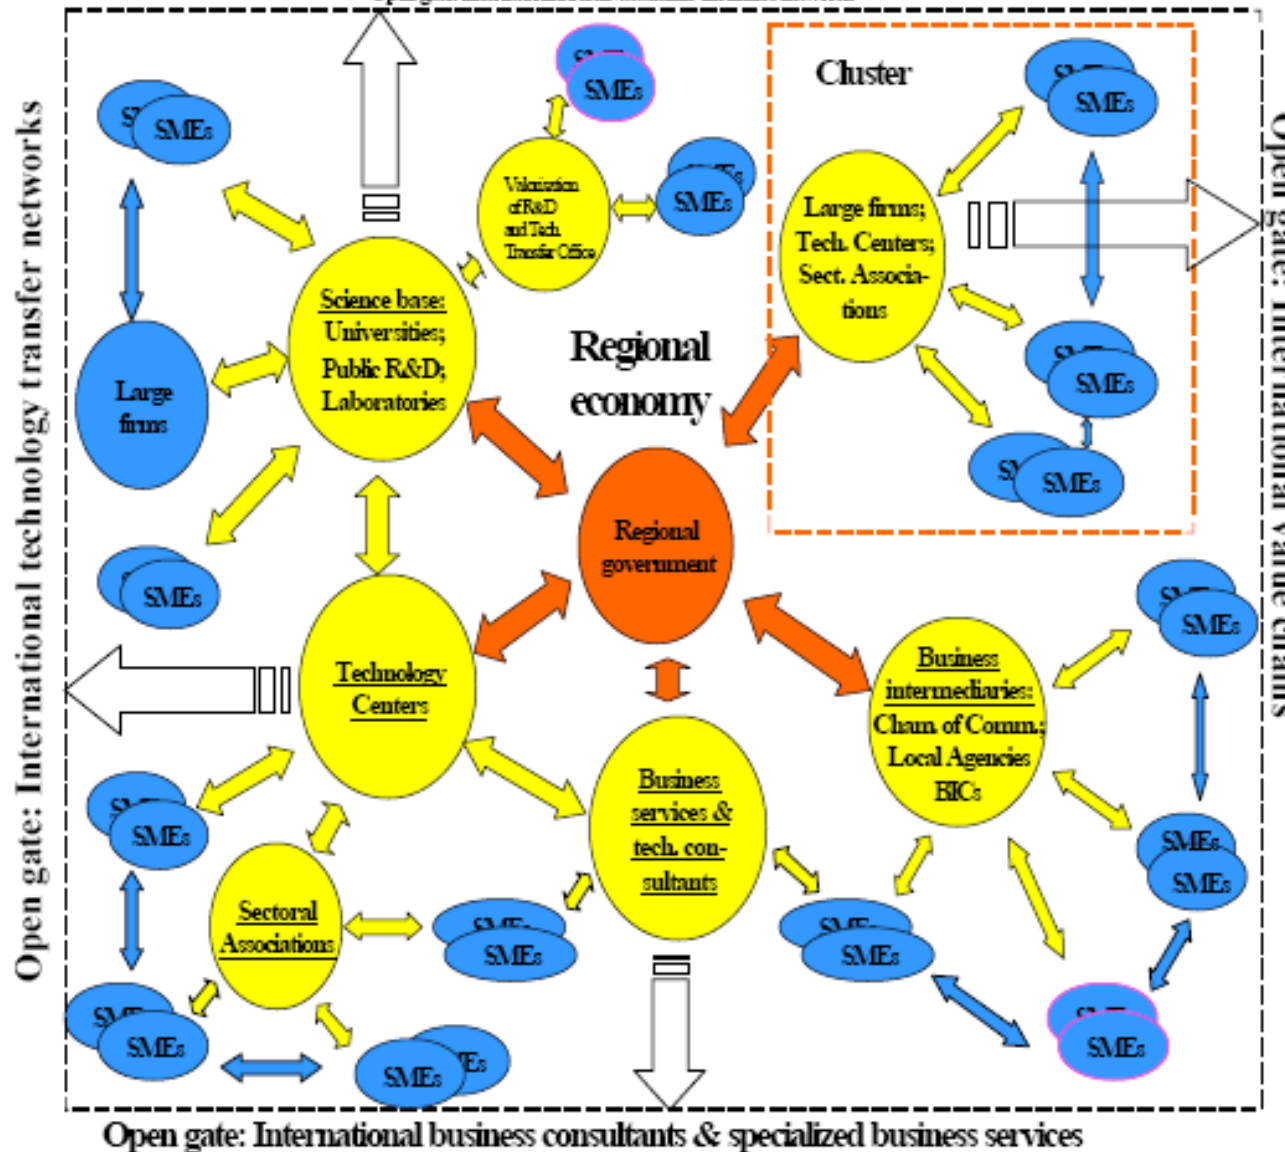 Cluster
SMEs
SMEs
SMEs
SMEs
SMEs
SMEs
Valorization
of R&D
and Tech.
Transfer Office
Large firms;
Tech. Centers;
Sect. Associa-
tions
Science base:
Universities;
Public R&D;
Laboratories
Regional
economy
Large
firms
SMEs
SMEs
SMEs
Regional
government
SMEs
SMEs
SMEs
Technology
Centers
Business
intermediaries:
Cham. of Comm.;
Local Agencies
BICs
Business
services &
tech. con-
sultants
SMEs
SMEs
SMEs
Sectoral
Associations
SMEs
SMEs
SMEs
SMEs
SMEs
Open gate: International technology transfer networks
Open gate: International value chains
Open gate: International business consultants & specialized business services